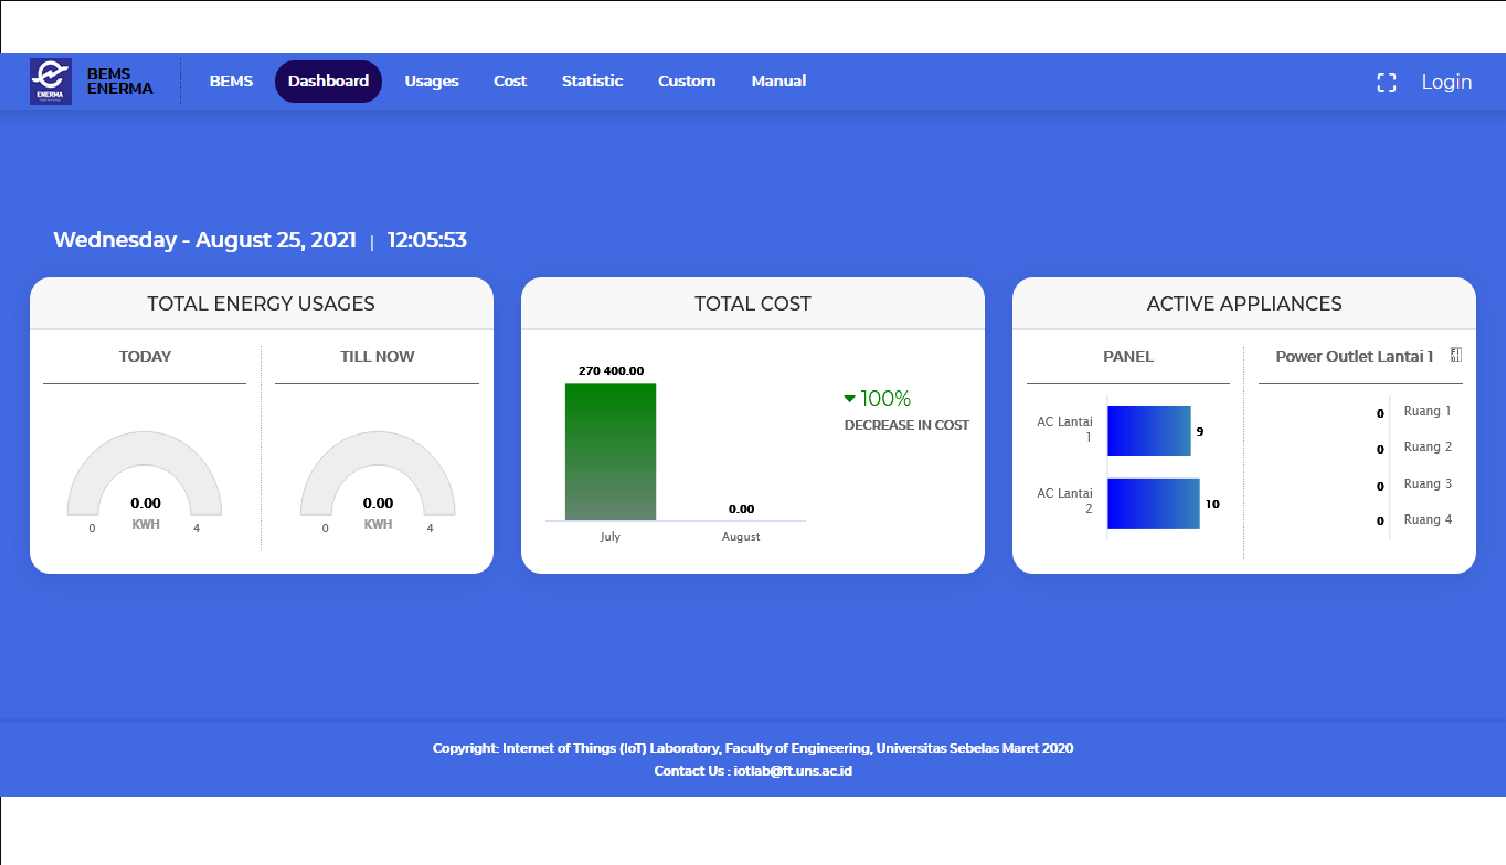 ENERMA
BEMS
ENERMA
BEMS
Dashboard
Usages
Cost
Statistic
Custom
Manual
Login
Wednesday - August 25, 2021 | 12:05:53
TOTAL ENERGY USAGES
TODAY
0.00
KWH
0
4
TILL NOW
0.00
KWH
0
4
TOTAL COST
270 400.00
0.00
July
August
100%
DECREASE IN COST
ACTIVE APPLIANCES
PANEL
AC Lantai
1
9
AC Lantai
2
10
Power Outlet Lantai 1
0 Ruang 1
0 Ruang 2
0 Ruang 3
0 Ruang 4
Copyright: Internet of Things (IoT) Laboratory, Faculty of Engineering, Universitas Sebelas Maret 2020
Contact Us : iotlab@ft.uns.ac.id